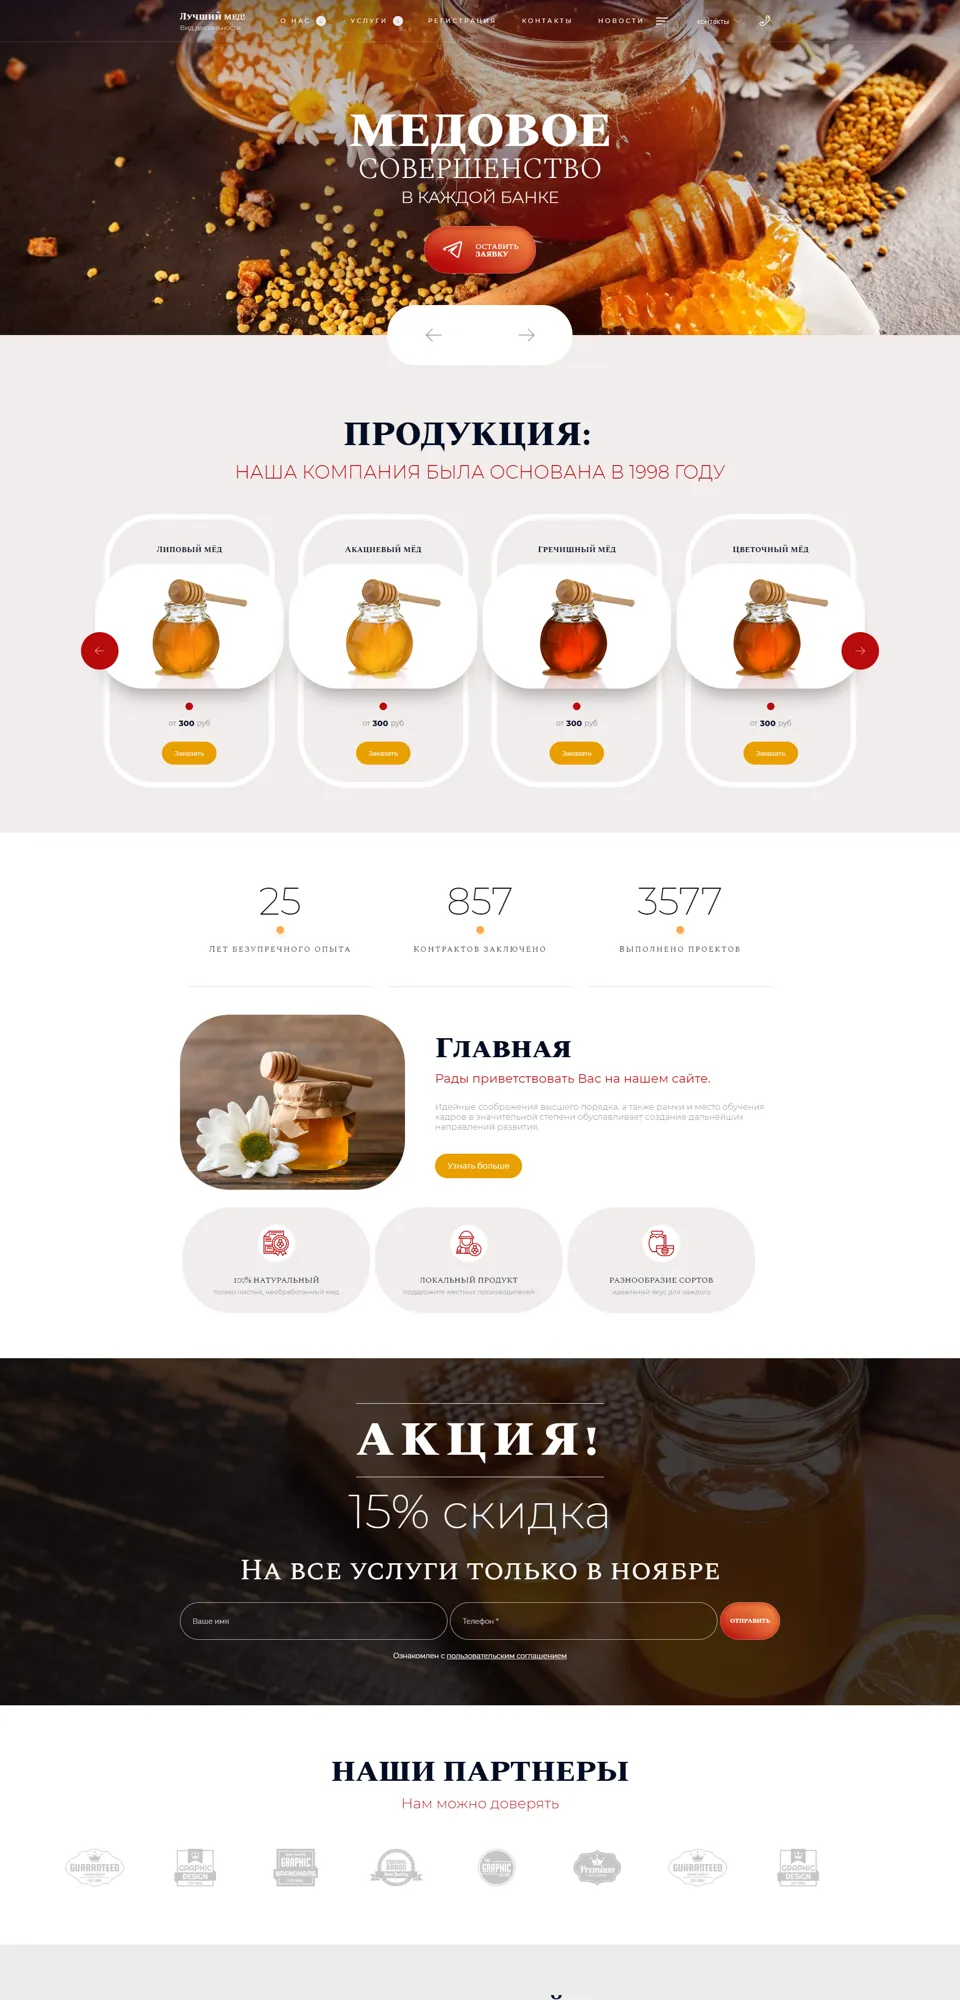 Лучший мёд!
Вид деятельности
О НАС
УСЛУГИ
РЕГИСТРАЦИЯ
КОНТАКТЫ
НОВОСТИ
контакты
МЕДОВОЕ
СОВЕРШЕНСТВО
В КАЖДОЙ БАНКЕ
ОСТАВИТЬ
ЗАЯВКУ
ПРОДУКЦИЯ:
НАША КОМПАНИЯ БЫЛА ОСНОВАНА В 1998 ГОДУ
Липовый мёд
Акациевый мёд
Гречишный мёд
Цветочный мёд
от 300 руб
от 300 руб
от 300 руб
от 300 руб
Заказать
Заказать
Заказать
Заказать
25
857
3577
Лет безупречного опыта
Контрактов заключено
Выполнено проектов
Главная
Рады приветствовать Вас на нашем сайте.
Идейные соображения высшего порядка, а также рамки и место обучения
кадров в значительной степени обуславливает создание дальнейших
направлений развития.
Узнать больше
100% НАТУРАЛЬНЫЙ
только чистый, необработанный мед
ЛОКАЛЬНЫЙ ПРОДУКТ
поддержите местных производителей
РАЗНООБРАЗИЕ СОРТОВ
идеальный вкус для каждого
АКЦИЯ!
15% скидка
На все услуги только в ноябре
Ваше имя
Телефон *
ОТПРАВИТЬ
Ознакомлен с пользовательским соглашением
НАШИ ПАРТНЕРЫ
Нам можно доверять
GUARANTEED
GRAPHIC
DESIGN
GRAPHIC
BRANDNAME
GRAPHIC
Premium
GUARANTEED
GRAPHIC
DESIGN